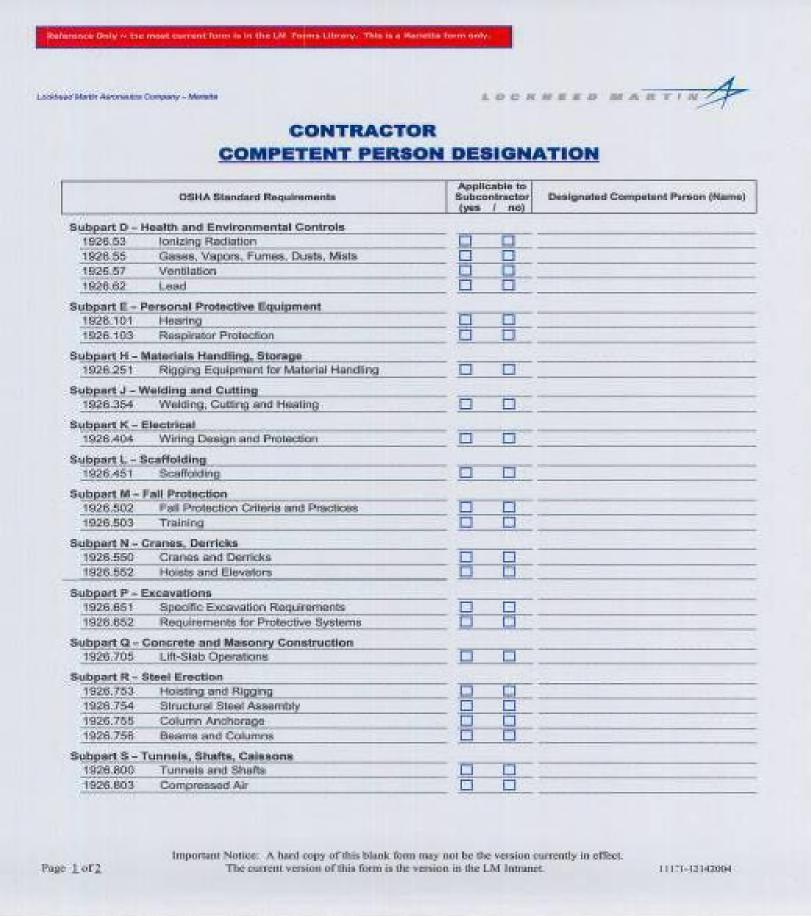 Reference Only ~ the most current form is in the LM Forms Library. This is a Marietta form only.
Lockheed Martin Aeronautics Company – Marietta
LOCKHEED MARTIN
CONTRACTOR
COMPETENT PERSON DESIGNATION
OSHA Standard Requirements
Applicable to
Subcontractor
(yes / no)
Designated Competent Person (Name)
Subpart D – Health and Environmental Controls
1926.53 Ionizing Radiation
1926.55 Gases, Vapors, Fumes, Dusts, Mists
1926.57 Ventilation
1926.62 Lead
Subpart E – Personal Protective Equipment
1926.101 Hearing
1926.103 Respirator Protection
Subpart H – Materials Handling, Storage
1926.251 Rigging Equipment for Material Handling
Subpart J – Welding and Cutting
1926.354 Welding, Cutting and Heating
Subpart K – Electrical
1926.404 Wiring Design and Protection
Subpart L – Scaffolding
1926.451 Scaffolding
Subpart M – Fall Protection
1926.502 Fall Protection Criteria and Practices
1926.503 Training
Subpart N – Cranes, Derricks
1926.550 Cranes and Derricks
1926.552 Hoists and Elevators
Subpart P – Excavations
1926.651 Specific Excavation Requirements
1926.652 Requirements for Protective Systems
Subpart Q – Concrete and Masonry Construction
1926.705 Lift-Slab Operations
Subpart R – Steel Erection
1926.753 Hoisting and Rigging
1926.754 Structural Steel Assembly
1926.755 Column Anchorage
1926.756 Beams and Columns
Subpart S – Tunnels, Shafts, Caissons
1926.800 Tunnels and Shafts
1926.803 Compressed Air
Important Notice: A hard copy of this blank form may not be the version currently in effect.
Page 1 of 2 The current version of this form is the version in the LM Intranet. 11171-12142004